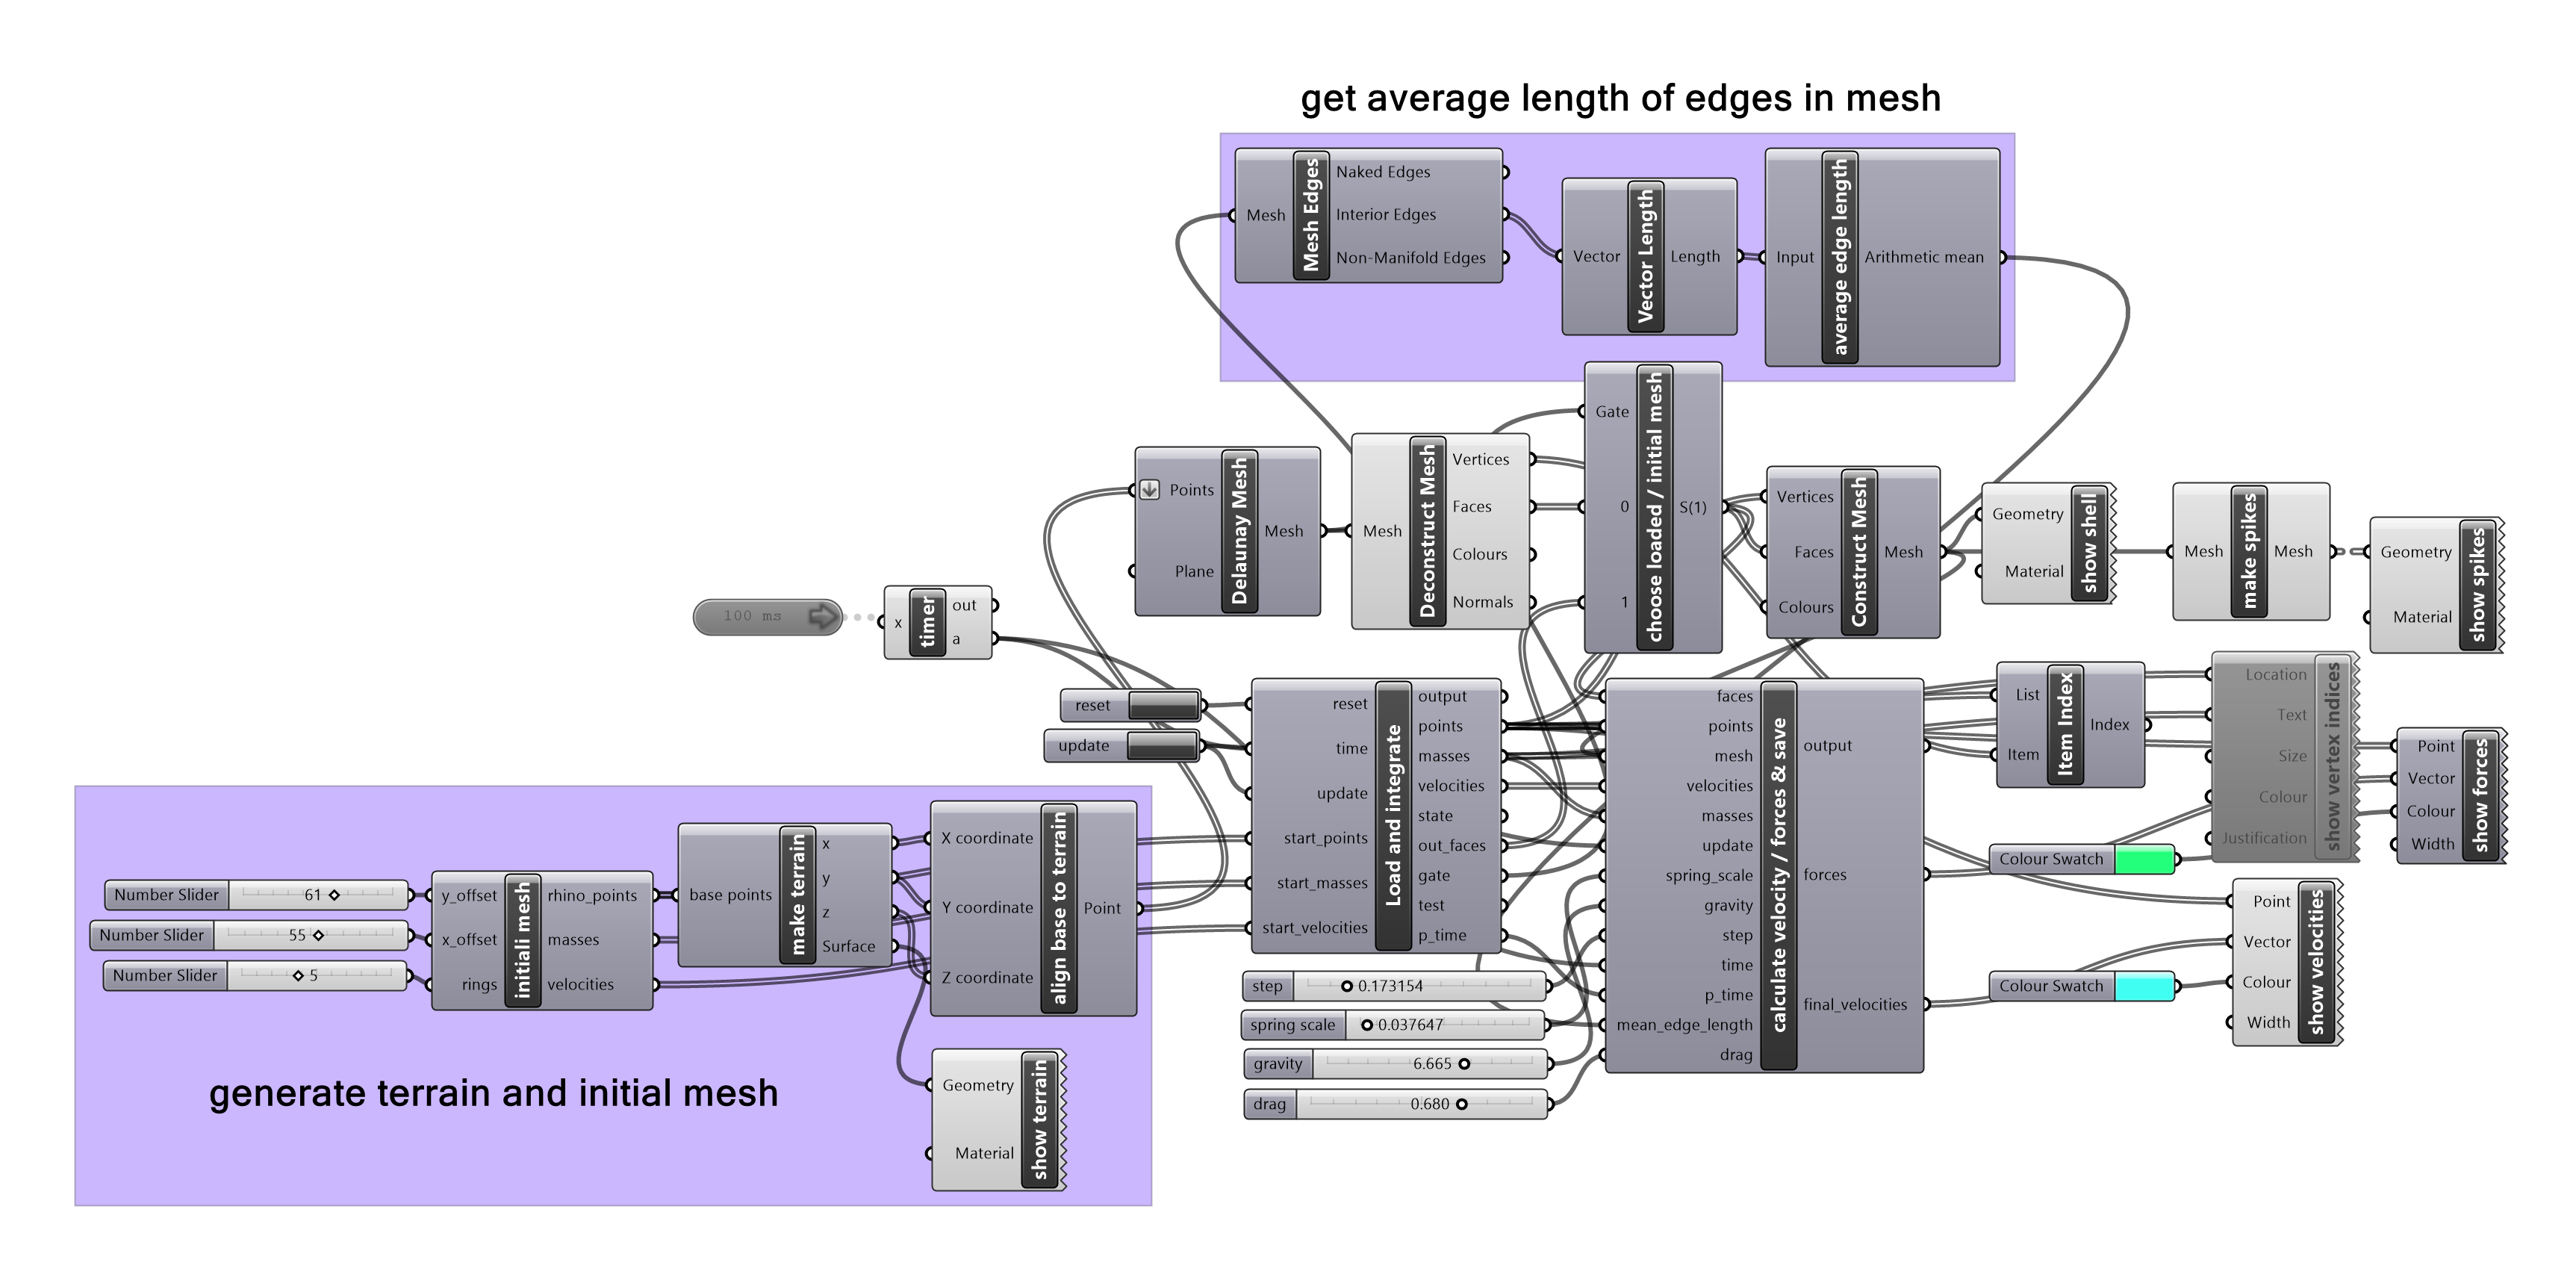 get average length of edges in mesh
Mesh
Mesh Edges
Naked Edges
Interior Edges
Non-Manifold Edges
Vector
Vector Length
Length
Input
average edge length
Arithmetic mean
Gate
0
1
choose loaded / initial mesh
S(1)
Points
Plane
Delaunay Mesh
Mesh
Mesh
Deconstruct Mesh
Vertices
Faces
Colours
Normals
Vertices
Faces
Colours
Construct Mesh
Mesh
Geometry
Material
show shell
Mesh
make spikes
Mesh
Geometry
Material
show spikes
100 ms
x
timer
out
a
reset
update
reset
time
update
start_points
start_masses
start_velocities
Load and integrate
output
points
masses
velocities
state
out_faces
gate
test
p_time
faces
points
mesh
velocities
masses
update
spring_scale
gravity
step
time
p_time
mean_edge_length
drag
calculate velocity / forces & save
output
forces
final_velocities
List
Item
Item Index
Index
Location
Text
Size
Colour
Justification
show vertex indices
Point
Vector
Colour
Width
show forces
Colour Swatch
Colour Swatch
Point
Vector
Colour
Width
show velocities
Number Slider 61
Number Slider 55
Number Slider 5
y_offset
x_offset
rings
initiali mesh
rhino_points
masses
velocities
base points
make terrain
x
y
z
Surface
X coordinate
Y coordinate
Z coordinate
align base to terrain
Point
step 0.173154
spring scale 0.037647
gravity 6.665
drag 0.680
generate terrain and initial mesh
Geometry
Material
show terrain